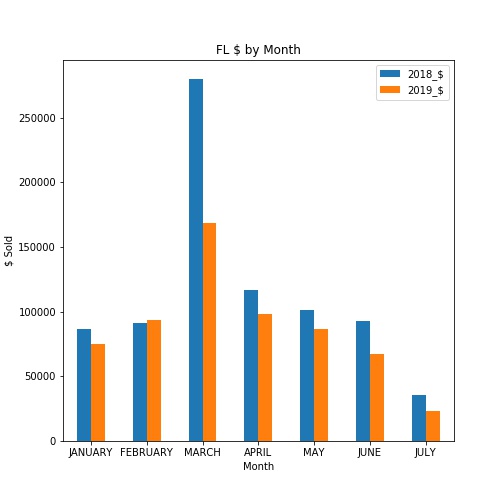 FL $ by Month
2018_$
2019_$
$ Sold
250000
200000
150000
100000
50000
0
JANUARY FEBRUARY MARCH APRIL MAY JUNE JULY
Month